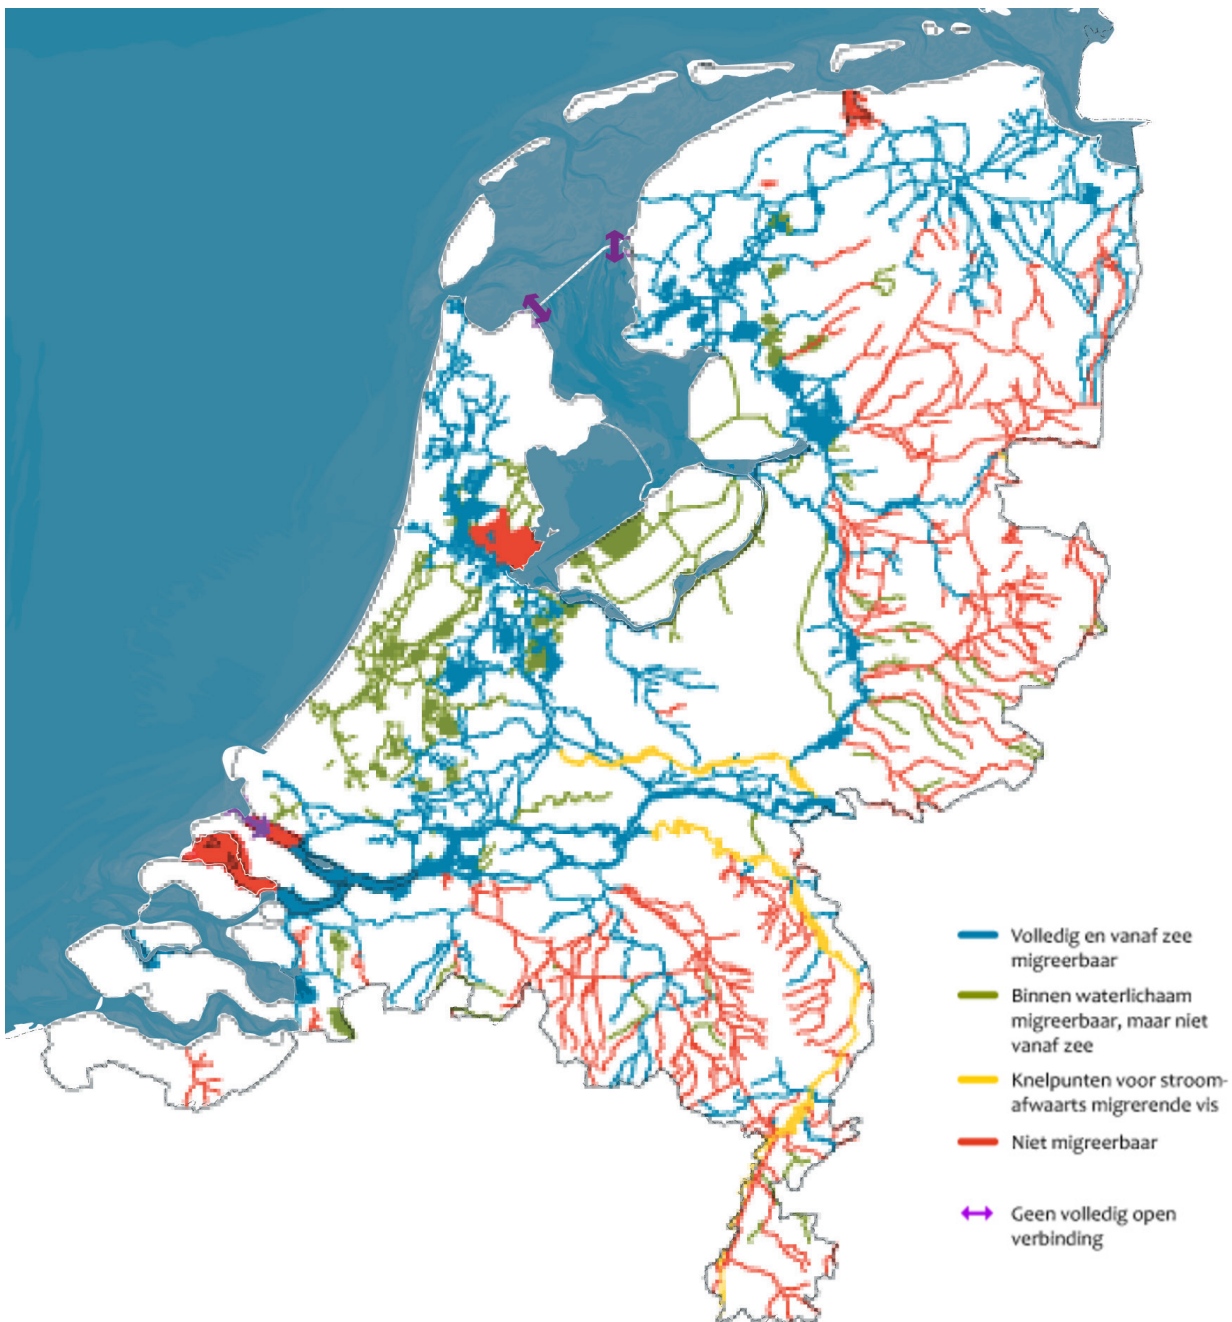 Volledig en vanaf zee
migreerbaar
Binnen waterlichaam
migreerbaar, maar niet
vanaf zee
Knelpunten voor stroom-
afwaarts migrerende vis
Niet migreerbaar
Geen volledig open
verbinding